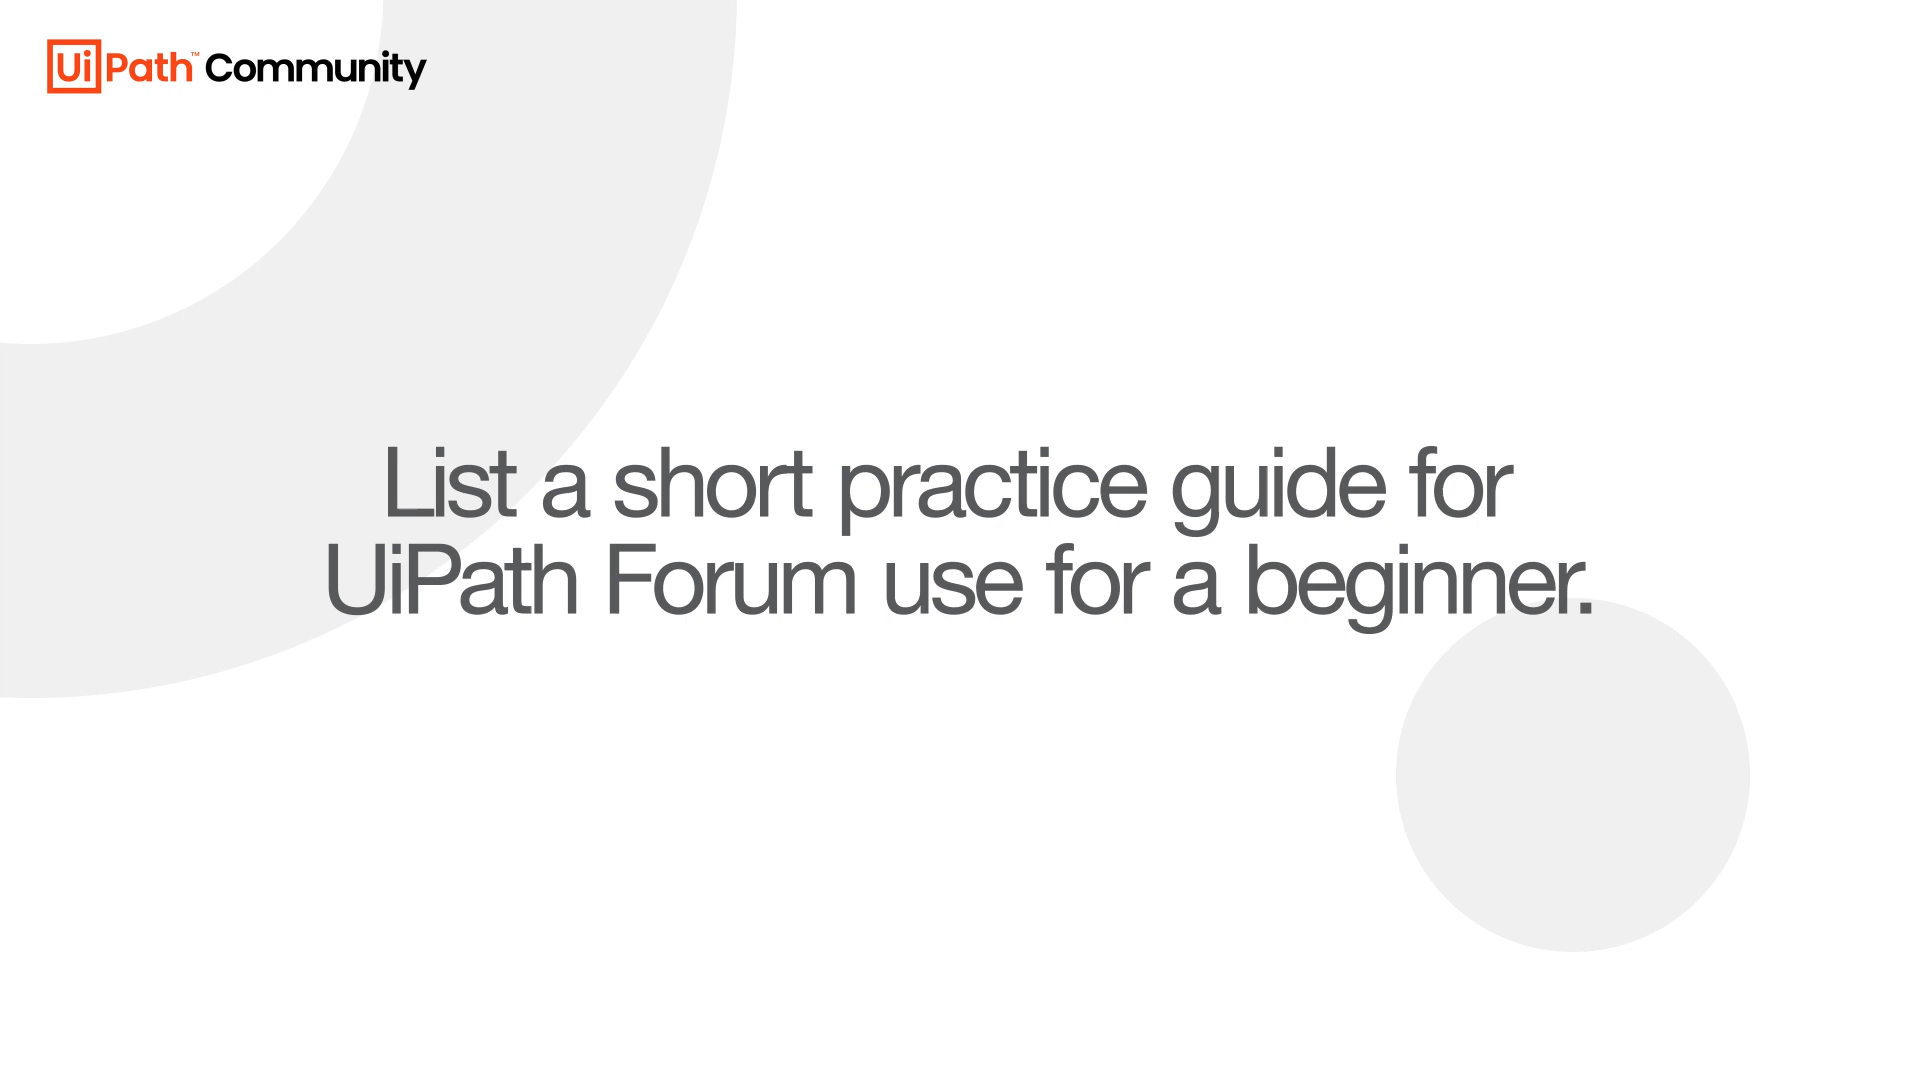 UiPath™ Community
List a short practice guide for
UiPath Forum use for a beginner.